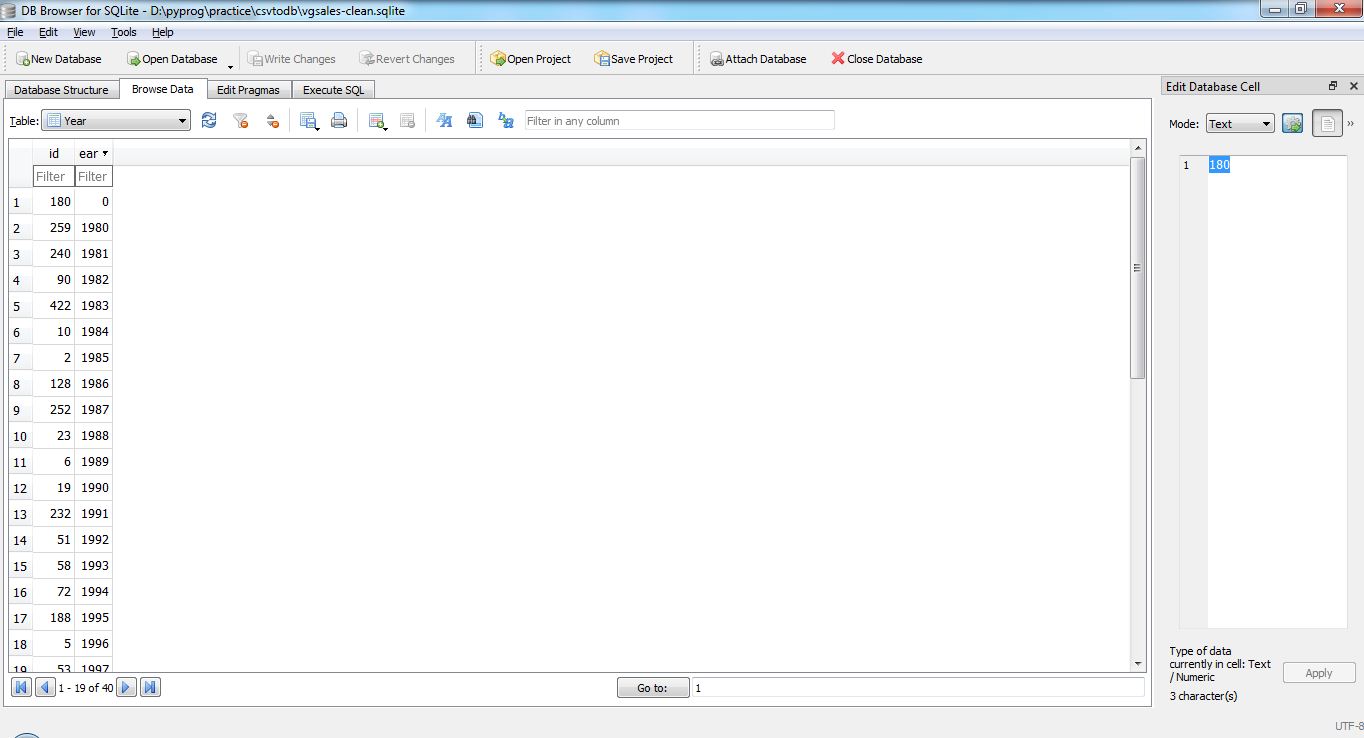 DB Browser for SQLite - D:\pyprog\practice\csvtodb\vgsales-clean.sqlite
File Edit View Tools Help
New Database Open Database Write Changes Revert Changes Open Project Save Project Attach Database Close Database
Database Structure Browse Data Edit Pragmas Execute SQL
Table: Year Filter in any column
id ear
Filter Filter
1 180 0
2 259 1980
3 240 1981
4 90 1982
5 422 1983
6 10 1984
7 2 1985
8 128 1986
9 252 1987
10 23 1988
11 6 1989
12 19 1990
13 232 1991
14 51 1992
15 58 1993
16 72 1994
17 188 1995
18 5 1996
19 53 1997
1 - 19 of 40 Go to: 1
Edit Database Cell
Mode: Text
1 180
Type of data
currently in cell: Text
/ Numeric
3 character(s)
Apply
UTF-8